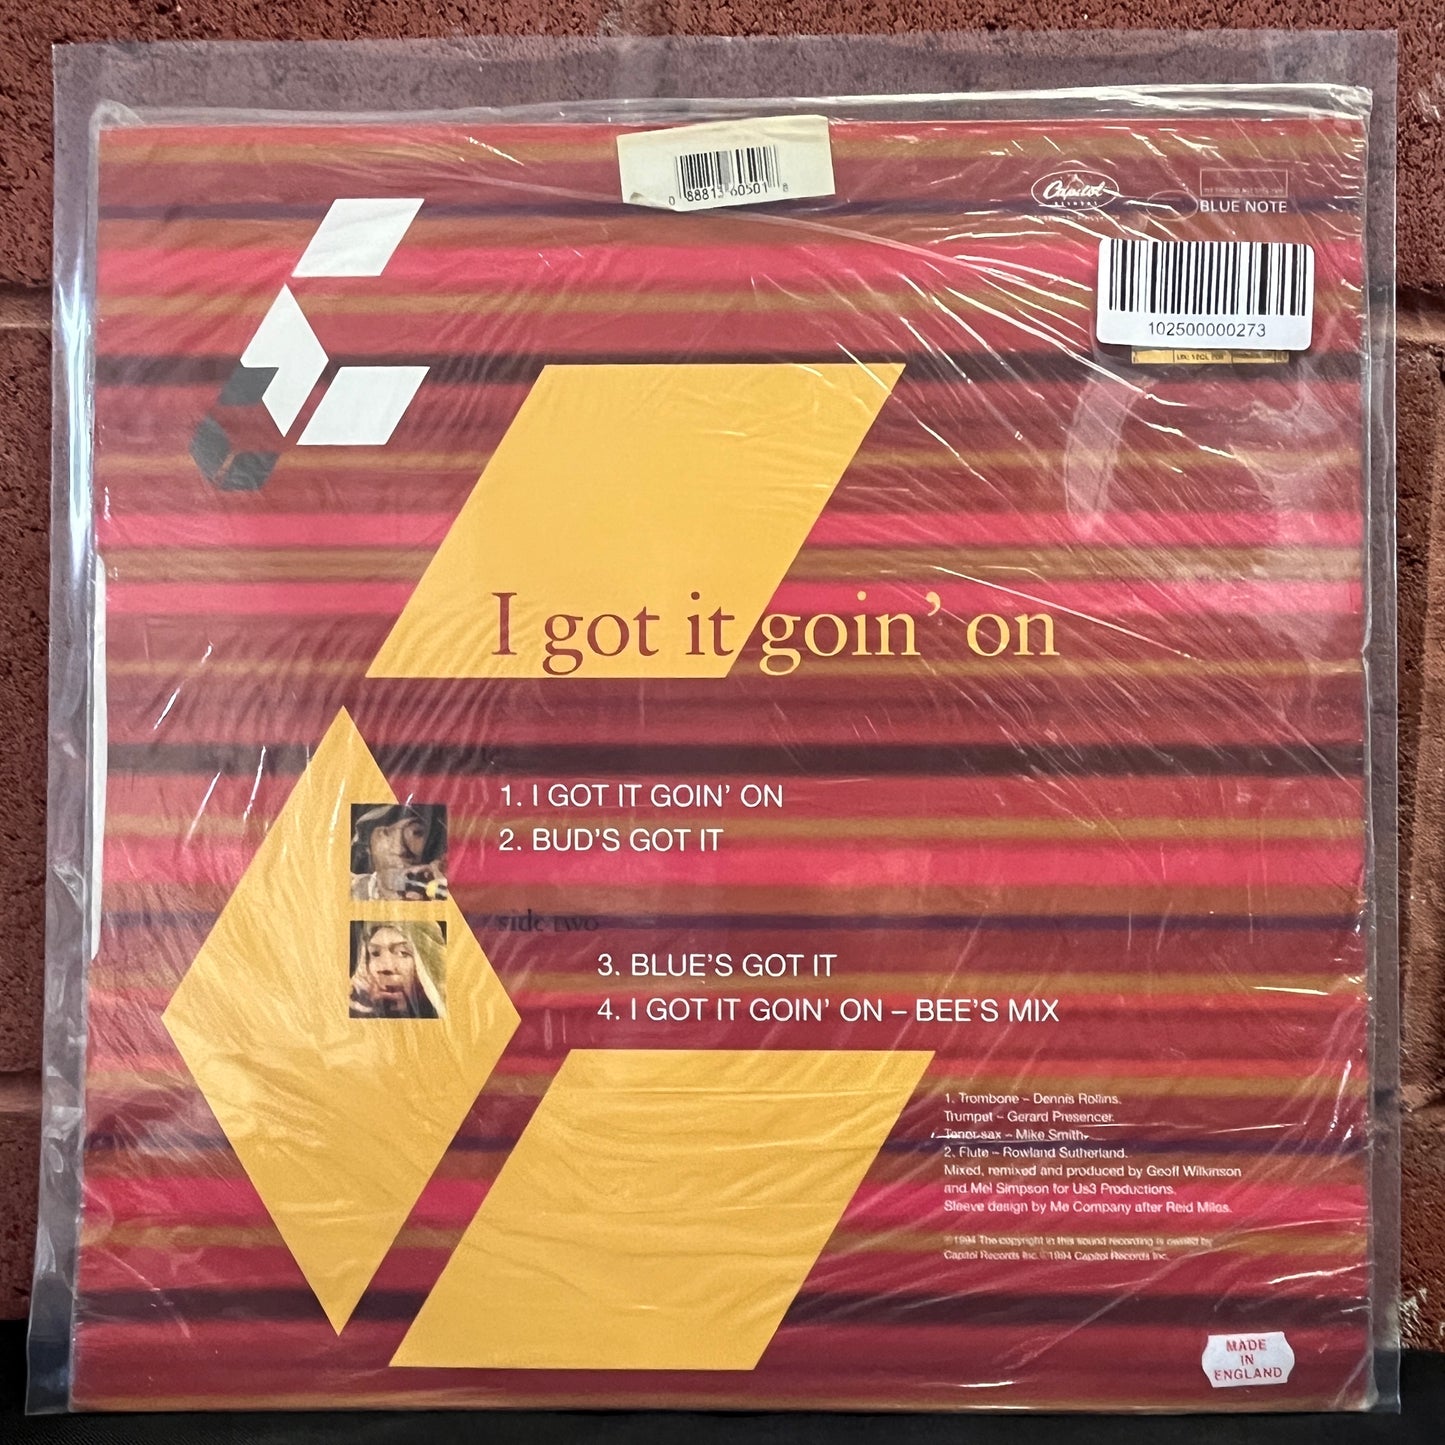 0 88813 60501 8
Capitol
BLUE NOTE
102500000273
I got it goin' on
1. I GOT IT GOIN' ON
2. BUD'S GOT IT
side two
3. BLUE'S GOT IT
4. I GOT IT GOIN' ON – BEE'S MIX
1. Trombone – Dennis Rollins.
Trumpet – Gerard Presencer.
Tenor sax – Mike Smith.
2. Flute – Rowland Sutherland.
Mixed, remixed and produced by Geoff Wilkinson
and Mel Simpson for Us3 Productions.
Sleeve design by Me Company after Reid Miles.
℗1994 The copyright in this sound recording is owned by
Capitol Records Inc. ©1994 Capitol Records Inc.
MADE
IN
ENGLAND